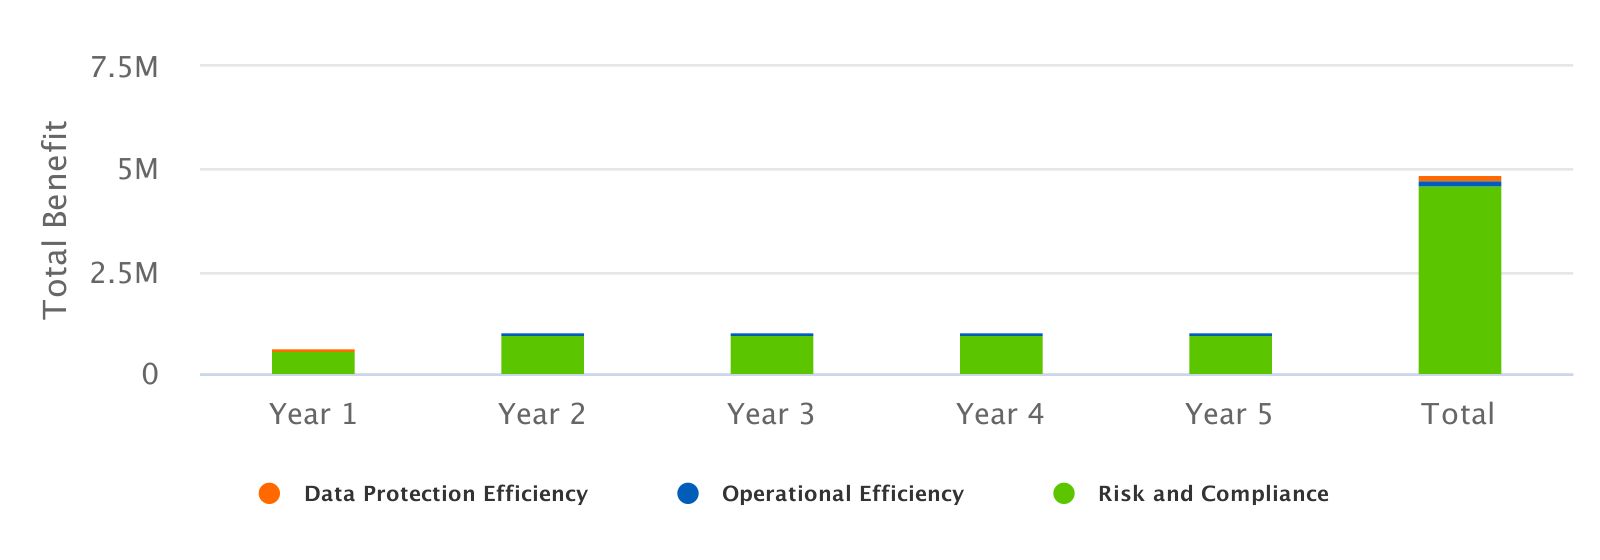 7.5M
5M
2.5M
0
Total Benefit
Year 1 Year 2 Year 3 Year 4 Year 5 Total
Data Protection Efficiency Operational Efficiency Risk and Compliance